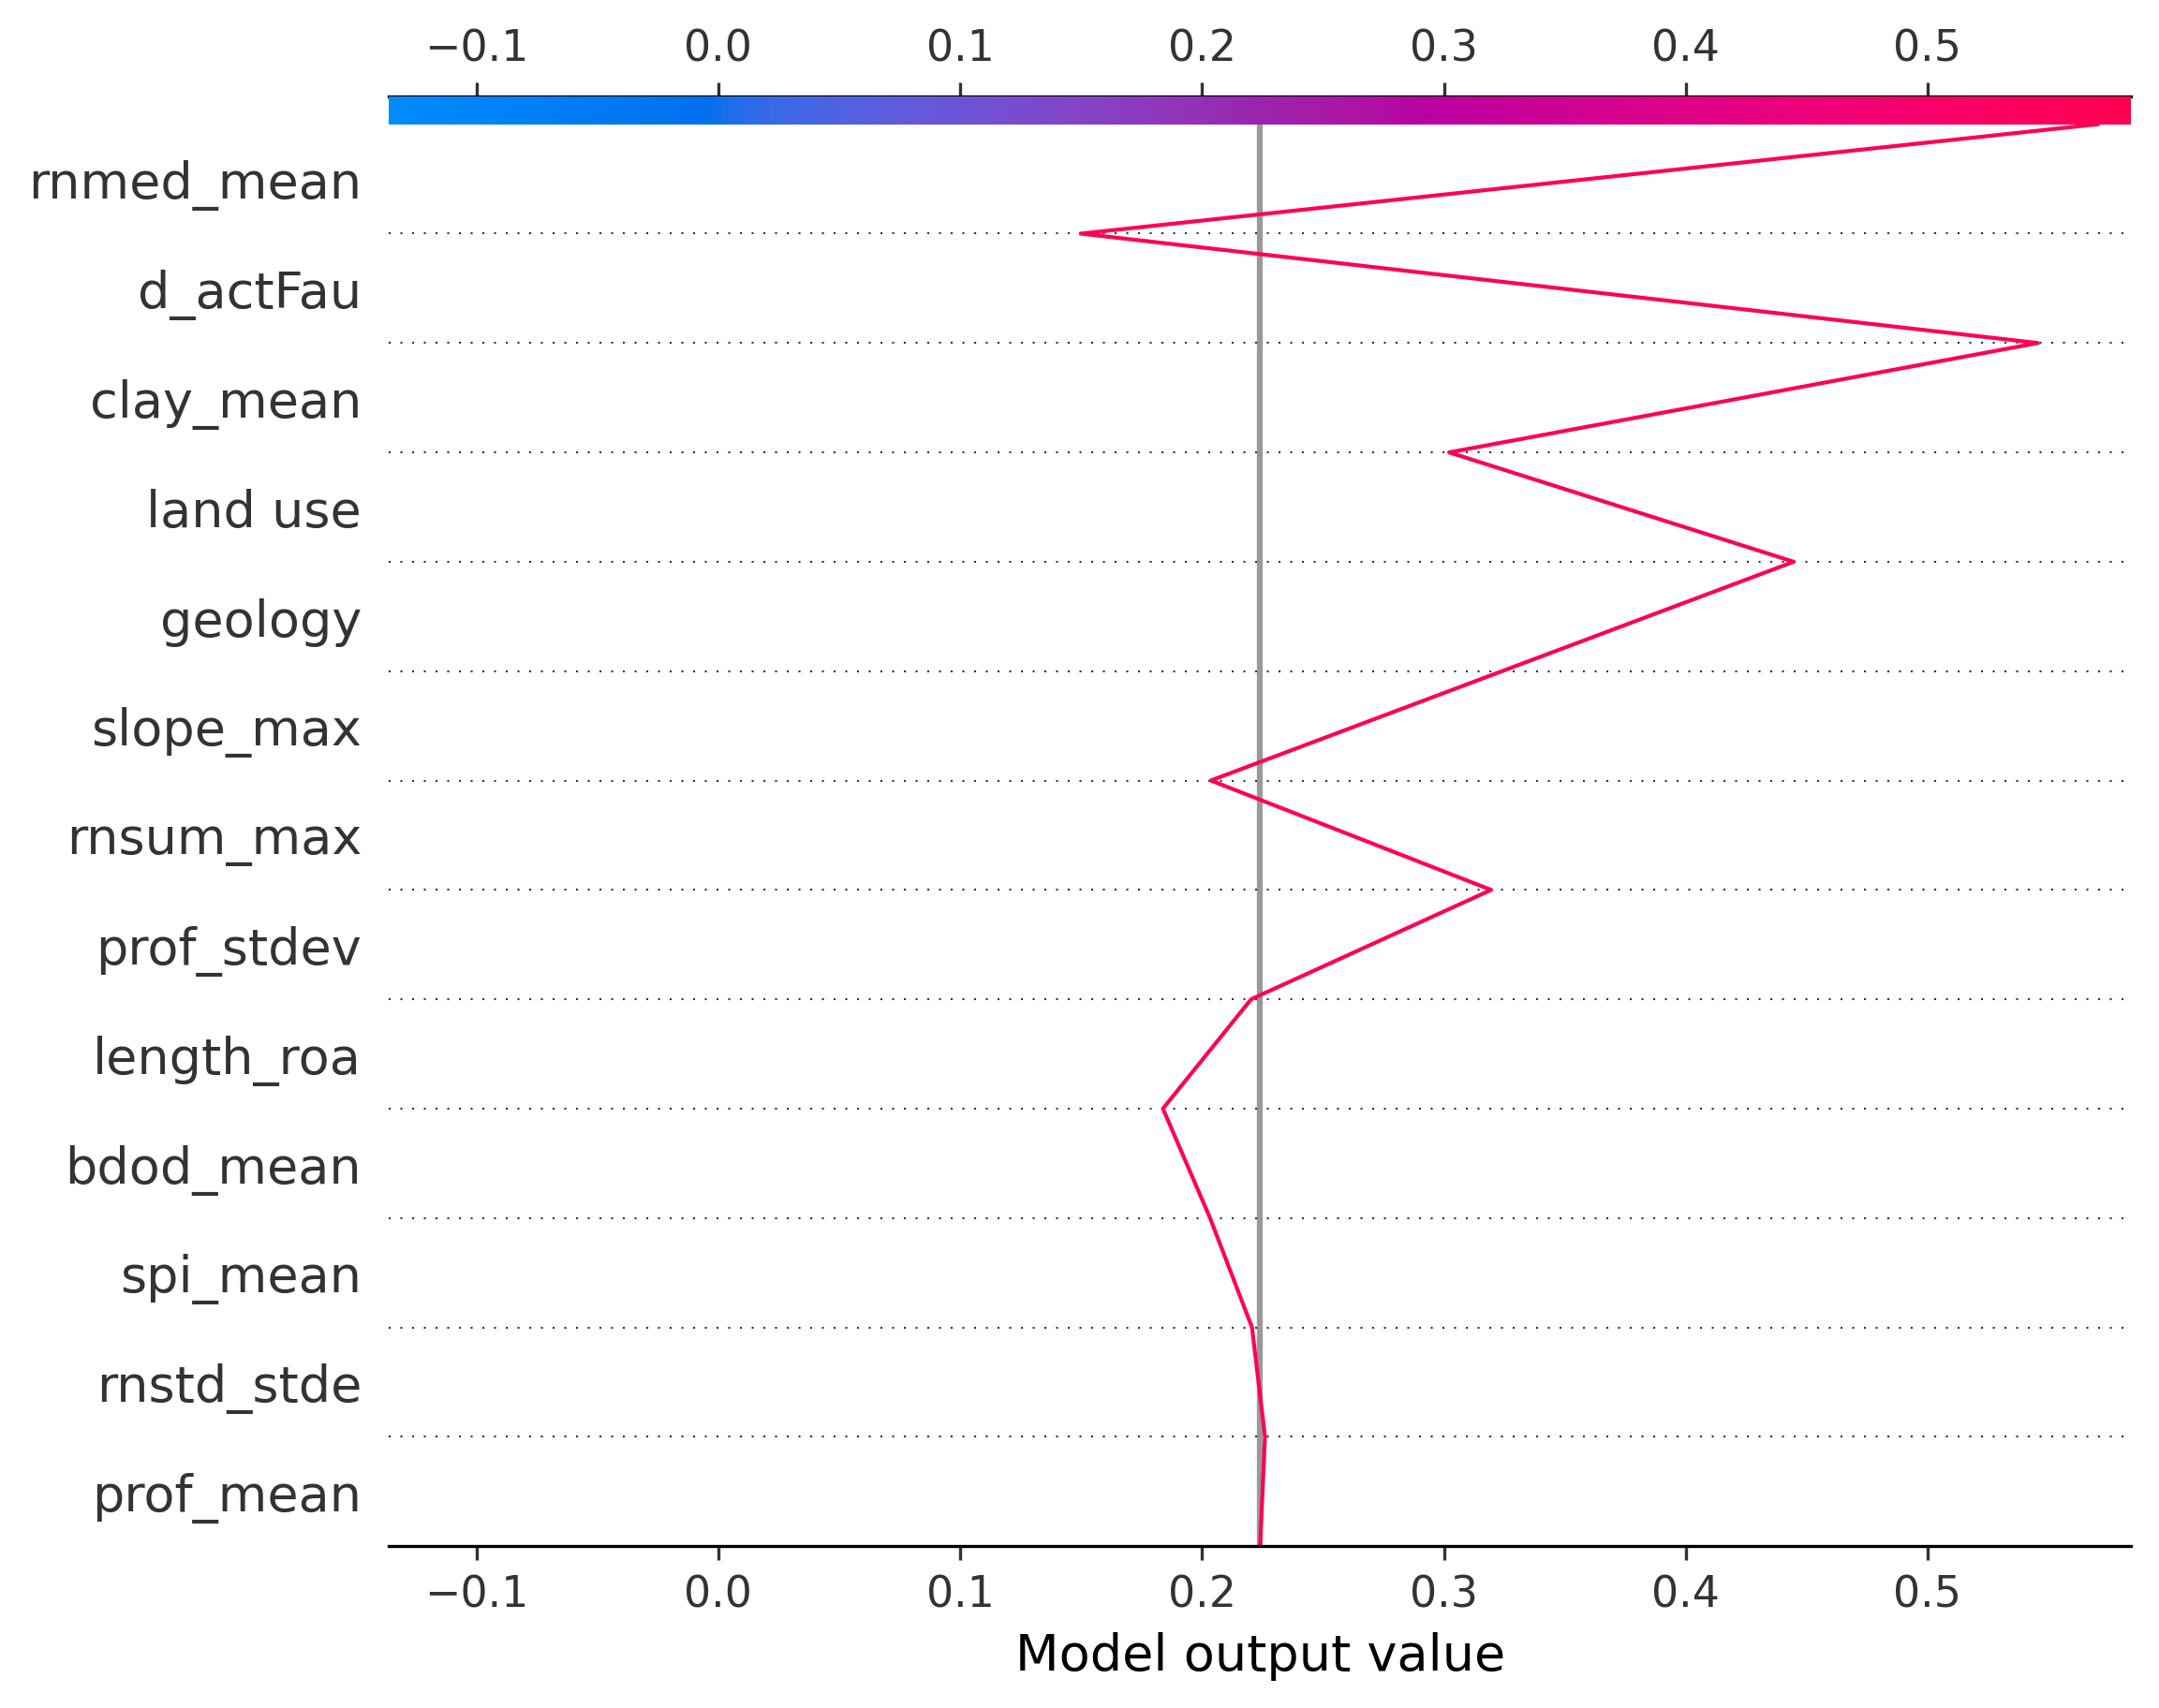 −0.1 0.0 0.1 0.2 0.3 0.4 0.5
rnmed_mean
d_actFau
clay_mean
land use
geology
slope_max
rnsum_max
prof_stdev
length_roa
bdod_mean
spi_mean
rnstd_stde
prof_mean
−0.1 0.0 0.1 0.2 0.3 0.4 0.5
Model output value